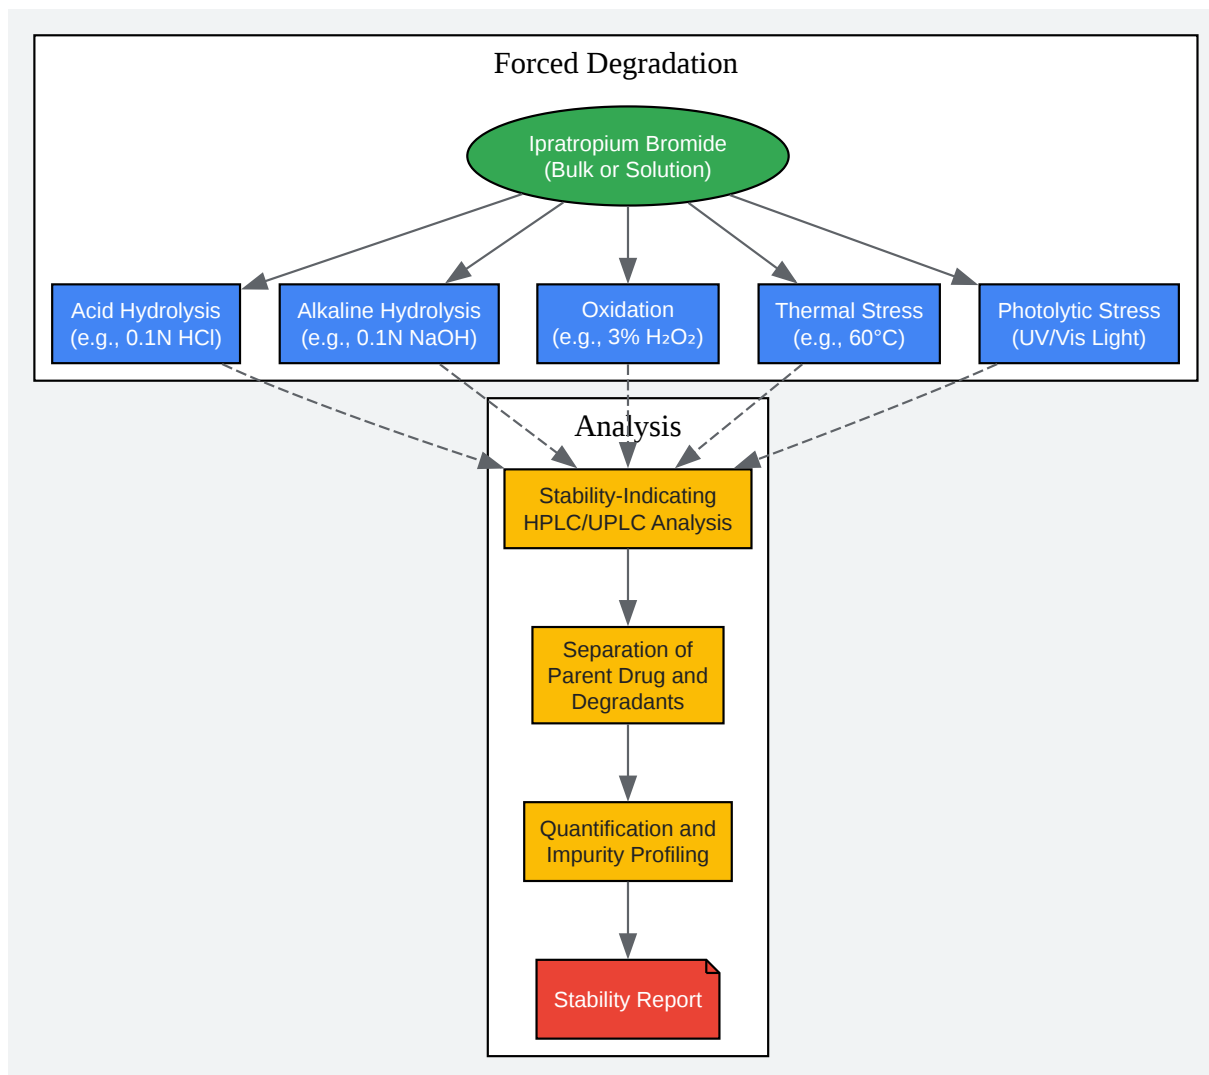 Forced Degradation
Ipratropium Bromide
(Bulk or Solution)
Acid Hydrolysis
(e.g., 0.1N HCl)
Alkaline Hydrolysis
(e.g., 0.1N NaOH)
Oxidation
(e.g., 3% H₂O₂)
Thermal Stress
(e.g., 60°C)
Photolytic Stress
(UV/Vis Light)
Analysis
Stability-Indicating
HPLC/UPLC Analysis
Separation of
Parent Drug and
Degradants
Quantification and
Impurity Profiling
Stability Report